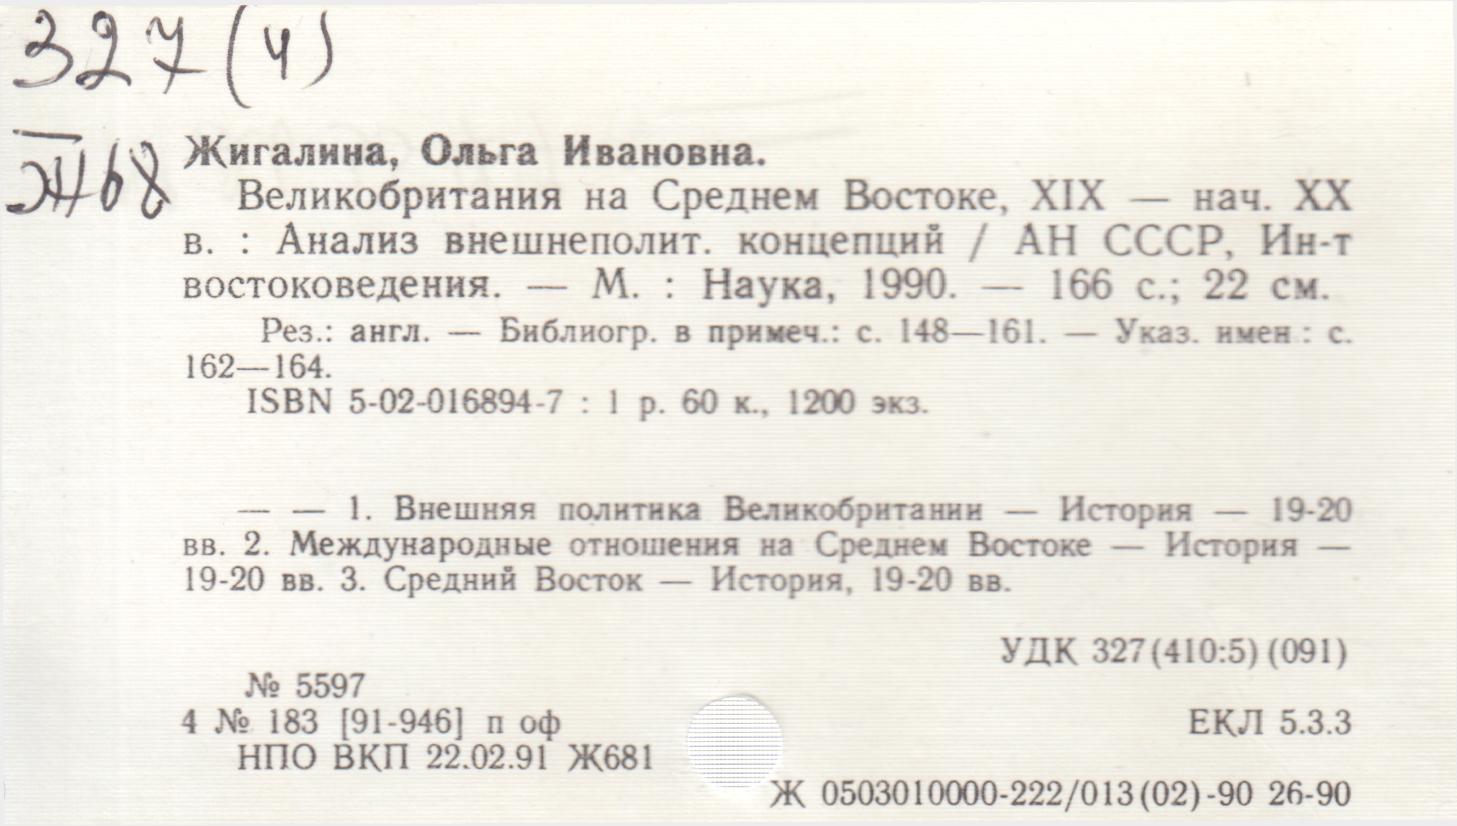 327(4)
Ж68
Жигалина, Ольга Ивановна.
Великобритания на Среднем Востоке, XIX — нач. XX
в. : Анализ внешнеполит. концепций / АН СССР, Ин-т
востоковедения. — М. : Наука, 1990. — 166 с.; 22 см.
Рез.: англ. — Библиогр. в примеч.: с. 148—161. — Указ. имен : с.
162—164.
ISBN 5-02-016894-7 : 1 р. 60 к., 1200 экз.
— — 1. Внешняя политика Великобритании — История — 19-20
вв. 2. Международные отношения на Среднем Востоке — История —
19-20 вв. 3. Средний Восток — История, 19-20 вв.
УДК 327(410:5)(091)
№ 5597
4 № 183 [91-946] п оф
ЕКЛ 5.3.3
НПО ВКП 22.02.91 Ж681
Ж 0503010000-222/013(02)-90 26-90